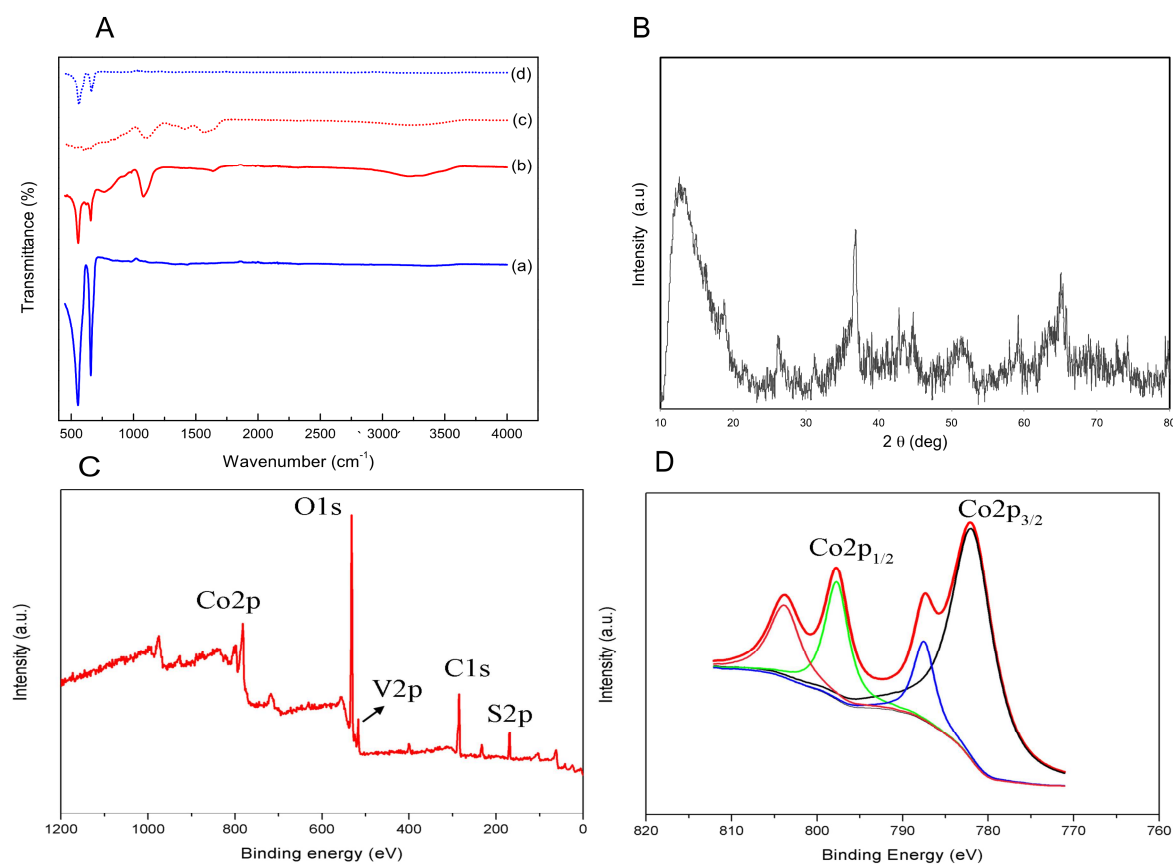 A
(d)
(c)
(b)
(a)
Transmittance (%)
500 1000 1500 2000 2500 3000 3500 4000
Wavenumber (cm⁻¹)
B
Intensity (a.u)
10 20 30 40 50 60 70 80
2 θ (deg)
C
O1s
Co2p
C1s
V2p
S2p
Intensity (a.u.)
1200 1000 800 600 400 200 0
Binding energy (eV)
D
Co2p₃/₂
Co2p₁/₂
Intensity (a.u.)
820 810 800 790 780 770 760
Binding Energy (eV)